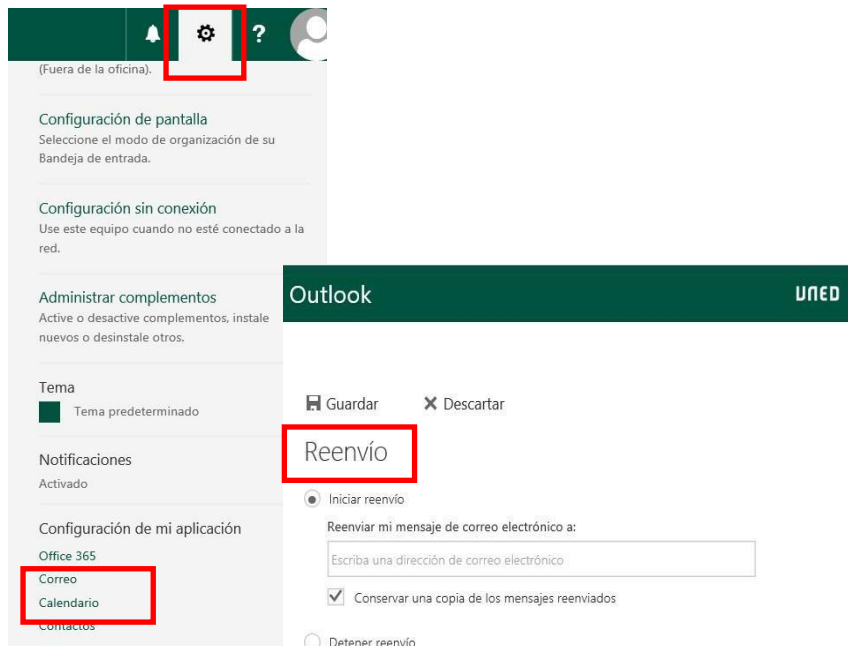 ?
(Fuera de la oficina).
Configuración de pantalla
Seleccione el modo de organización de su
Bandeja de entrada.
Configuración sin conexión
Use este equipo cuando no esté conectado a la
red.
Administrar complementos
Active o desactive complementos, instale
nuevos o desinstale otros.
Tema
Tema predeterminado
Notificaciones
Activado
Configuración de mi aplicación
Office 365
Correo
Calendario
Contactos
Outlook
UNED
Guardar
Descartar
Reenvío
Iniciar reenvío
Reenviar mi mensaje de correo electrónico a:
Escriba una dirección de correo electrónico
Conservar una copia de los mensajes reenviados
Detener reenvío